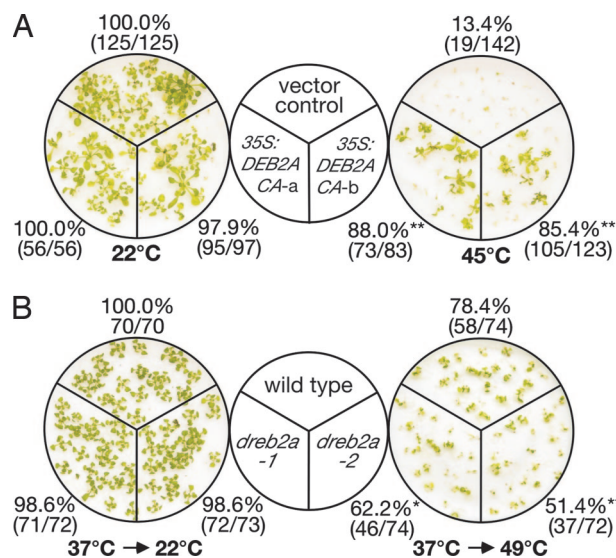 A
100.0%
(125/125)
13.4%
(19/142)
vector
control
35S:
DEB2A
CA-a
35S:
DEB2A
CA-b
100.0%
(56/56)
22°C
97.9%
(95/97)
88.0%**
(73/83)
45°C
85.4%**
(105/123)
B
100.0%
70/70)
78.4%
(58/74)
wild type
dreb2a
-1
dreb2a
-2
98.6%
(71/72)
98.6%
(72/73)
37°C → 22°C
62.2%*
(46/74)
51.4%*
(37/72)
37°C → 49°C